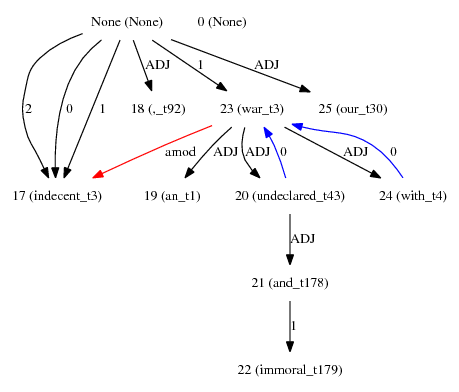 None (None) 0 (None)
ADJ 1 ADJ
2 0 1 18 (,_t92) 23 (war_t3) 25 (our_t30)
amod ADJ ADJ 0 ADJ 0
17 (indecent_t3) 19 (an_t1) 20 (undeclared_t43) 24 (with_t4)
ADJ
21 (and_t178)
1
22 (immoral_t179)